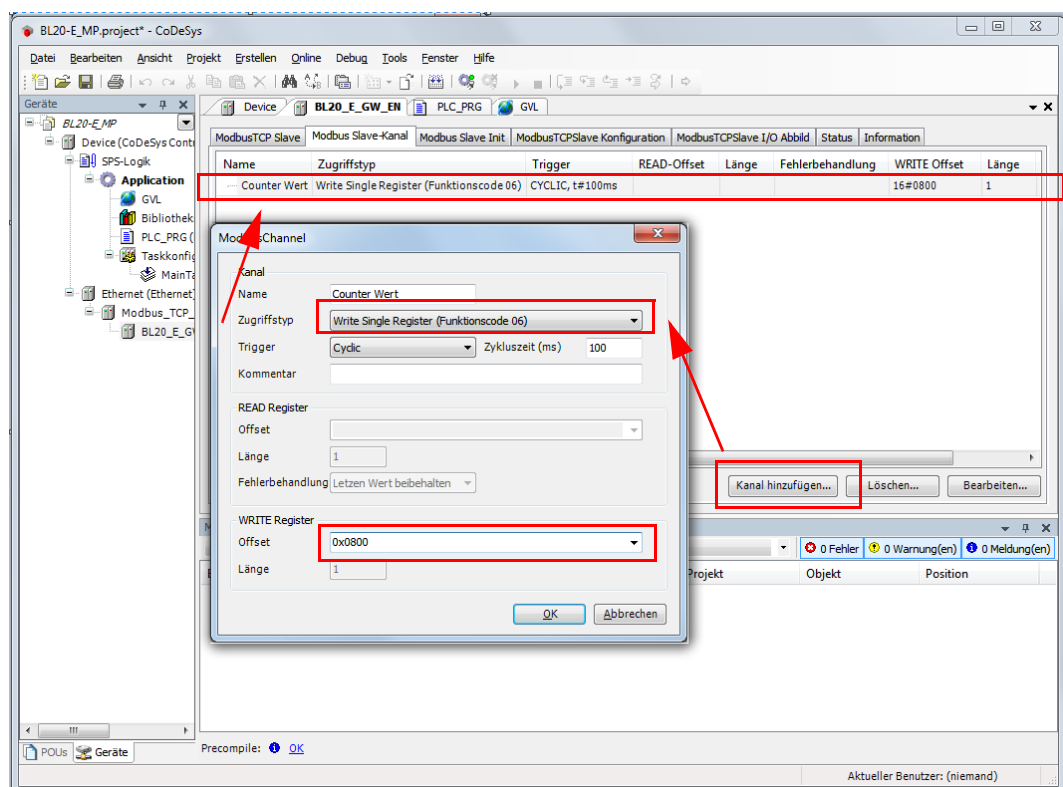 BL20-E_MP.project* - CoDeSys
Datei Bearbeiten Ansicht Projekt Erstellen Online Debug Tools Fenster Hilfe
Geräte
Device BL20_E_GW_EN PLC_PRG GVL
BL20-E_MP
Device (CoDeSys Conti
SPS-Logik
Application
GVL
Bibliothek
PLC_PRG (
Taskkonfig
MainTa
Ethernet (Ethernet
Modbus_TCP_
BL20_E_G
ModbusTCP Slave Modbus Slave-Kanal Modbus Slave Init ModbusTCPSlave Konfiguration ModbusTCPSlave I/O Abbild Status Information
Name Zugriffstyp Trigger READ-Offset Länge Fehlerbehandlung WRITE Offset Länge
Counter Wert Write Single Register (Funktionscode 06) CYCLIC, t#100ms 16#0800 1
Kanal
Name Counter Wert
Zugriffstyp Write Single Register (Funktionscode 06)
Trigger Cyclic Zykluszeit (ms) 100
Kommentar
READ Register
Offset
Länge 1
Fehlerbehandlung Letzen Wert beibehalten
WRITE Register
Offset 0x0800
Länge 1
OK Abbrechen
Kanal hinzufügen... Löschen... Bearbeiten...
0 Fehler 0 Warnung(en) 0 Meldung(en)
Projekt Objekt Position
POUs Geräte
Precompile: OK
Aktueller Benutzer: (niemand)